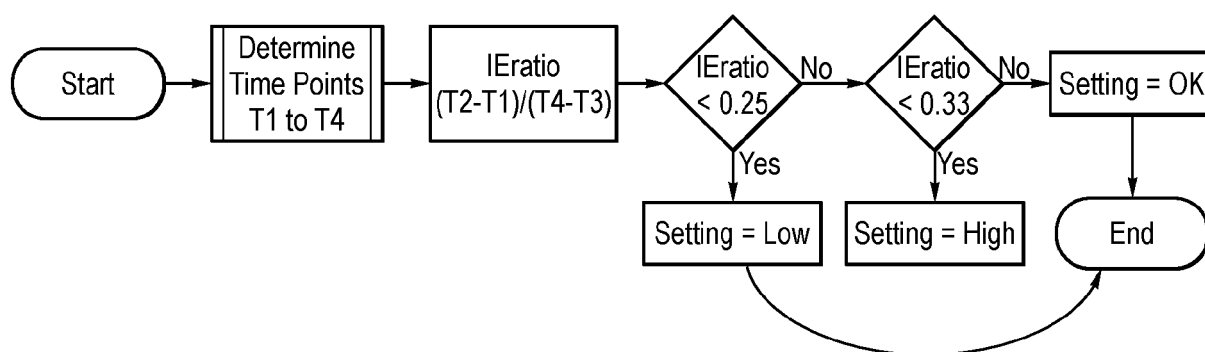 Start
Determine
Time Points
T1 to T4
IEratio
(T2-T1)/(T4-T3)
IEratio
< 0.25
No
Yes
IEratio
< 0.33
No
Yes
Setting = OK
Setting = Low
Setting = High
End